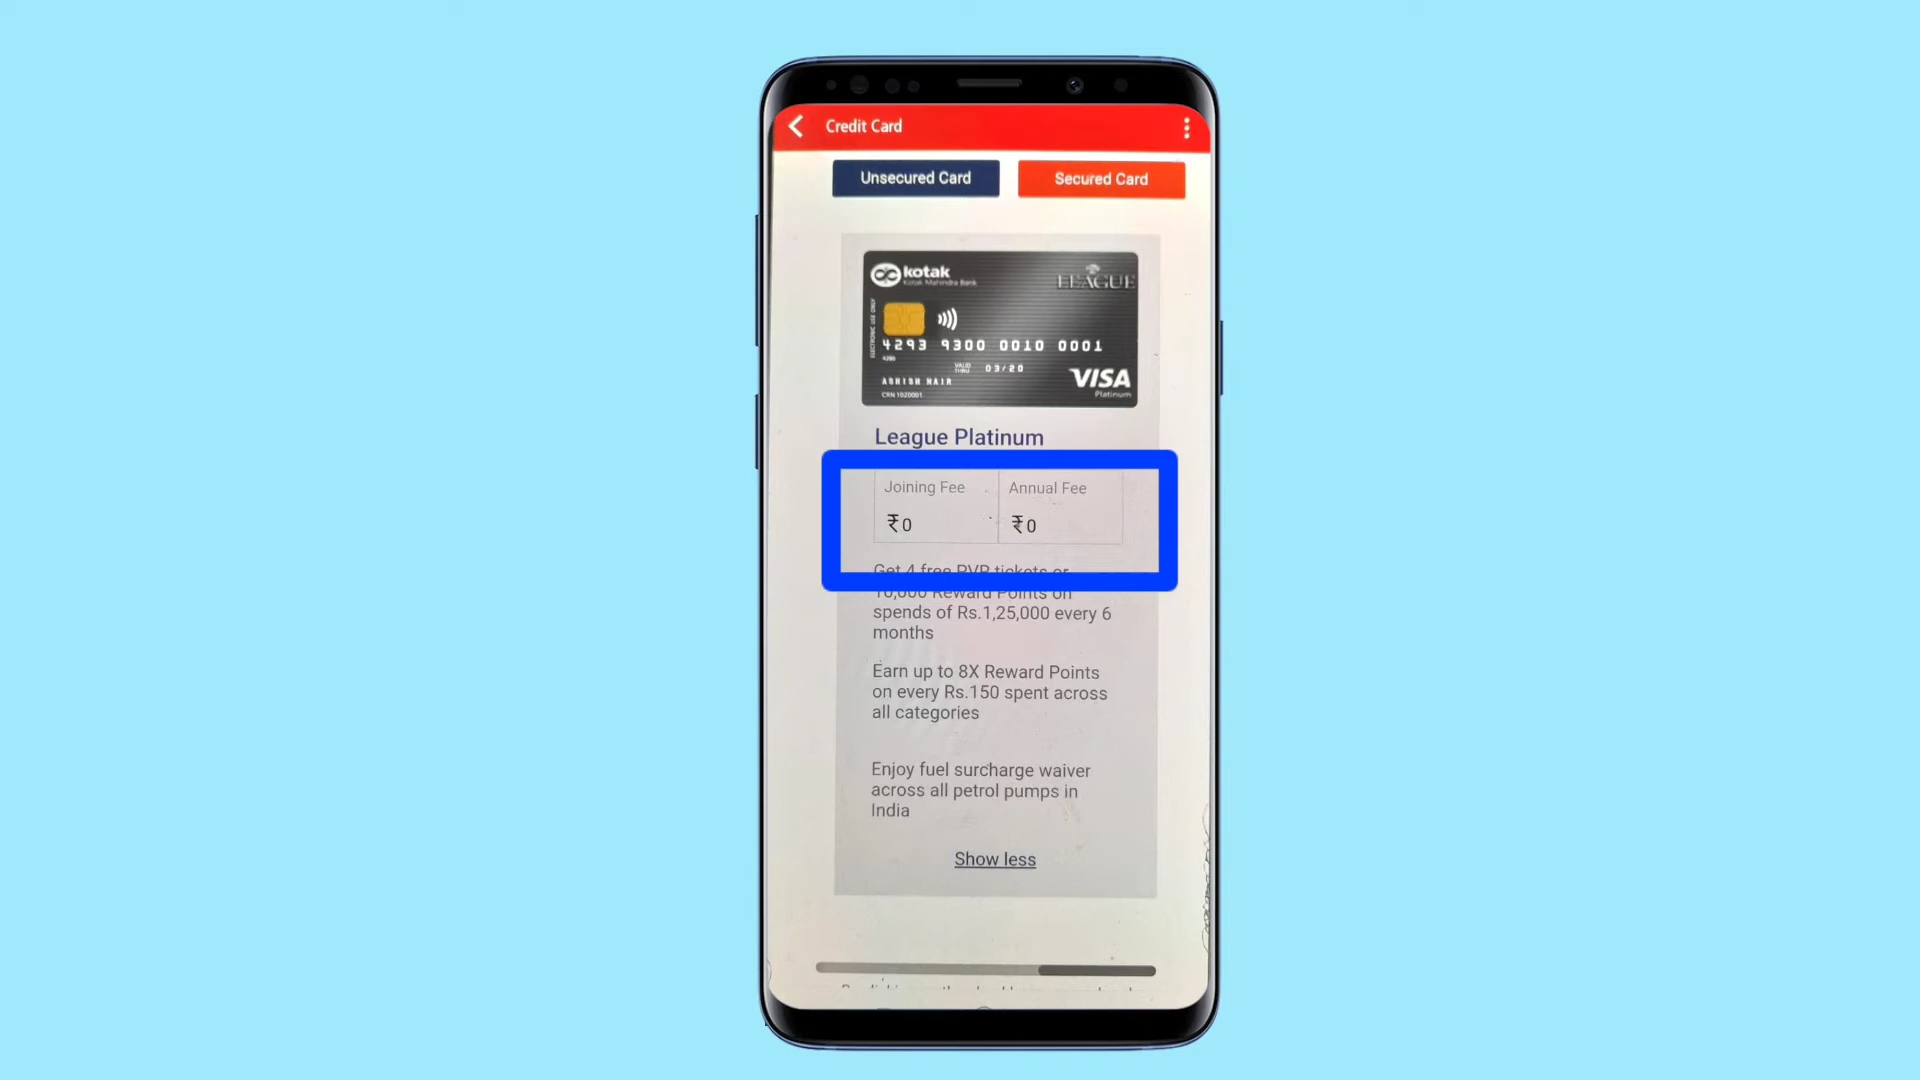 Credit Card
Unsecured Card
Secured Card
kotak
Kotak Mahindra Bank
LEAGUE
ELECTRONIC USE ONLY
4293 9300 0010 0001
4286
VALID THRU 03/20
ASHISH NAIR
CRN 1020001
VISA
Platinum
League Platinum
Joining Fee
Annual Fee
₹0
₹0
Get 4 free PVR tickets or
10,000 Reward Points on
spends of Rs.1,25,000 every 6
months
Earn up to 8X Reward Points
on every Rs.150 spent across
all categories
Enjoy fuel surcharge waiver
across all petrol pumps in
India
Show less